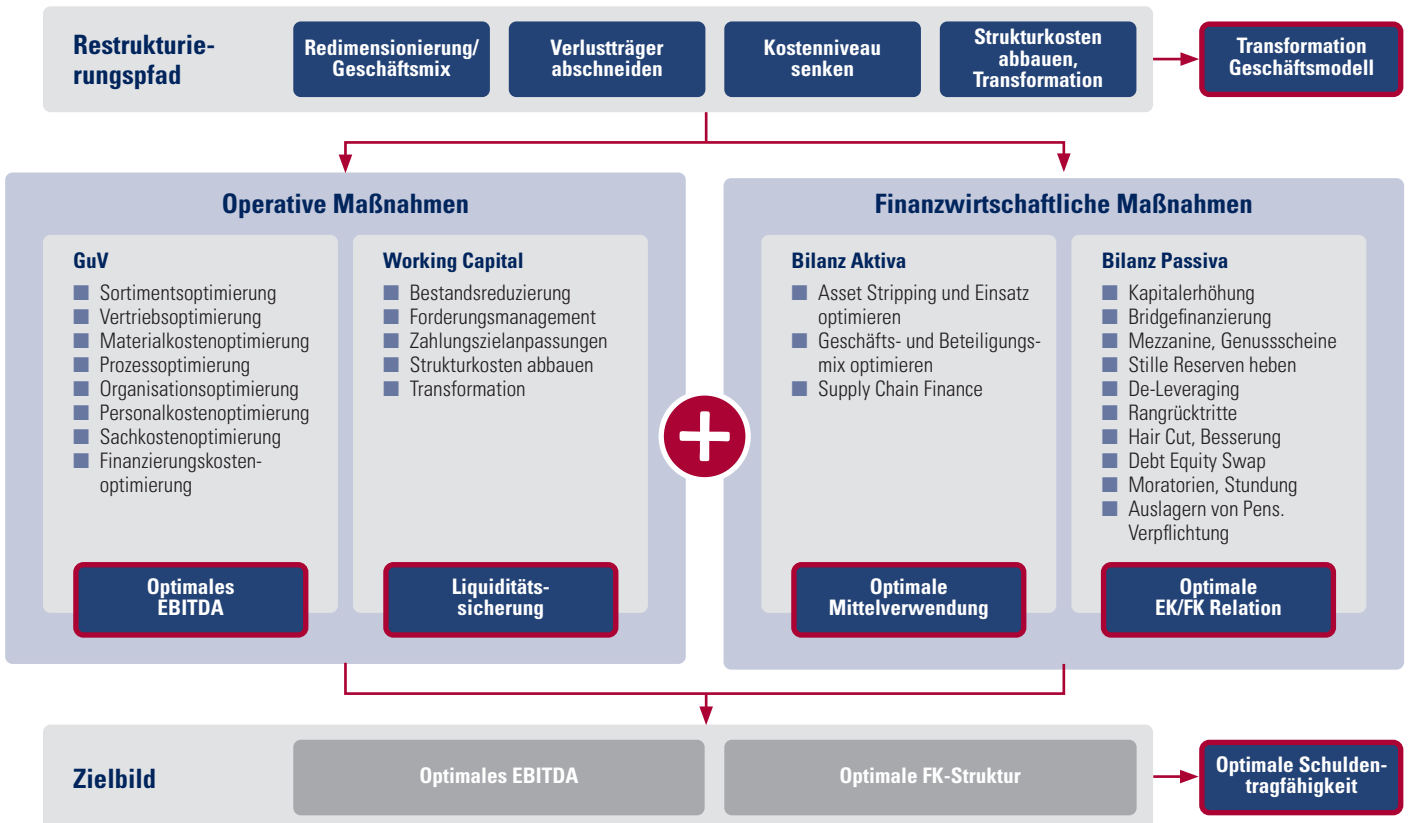 Restrukturie-
rungspfad
Redimensionierung/
Geschäftsmix
Verlustträger
abschneiden
Kostenniveau
senken
Strukturkosten
abbauen,
Transformation
Transformation
Geschäftsmodell
Operative Maßnahmen
GuV
Sortimentsoptimierung
Vertriebsoptimierung
Materialkostenoptimierung
Prozessoptimierung
Organisationsoptimierung
Personalkostenoptimierung
Sachkostenoptimierung
Finanzierungskosten-
optimierung
Optimales
EBITDA
Working Capital
Bestandsreduzierung
Forderungsmanagement
Zahlungszielanpassungen
Strukturkosten abbauen
Transformation
Liquiditäts-
sicherung
Finanzwirtschaftliche Maßnahmen
Bilanz Aktiva
Asset Stripping und Einsatz
optimieren
Geschäfts- und Beteiligungs-
mix optimieren
Supply Chain Finance
Optimale
Mittelverwendung
Bilanz Passiva
Kapitalerhöhung
Bridgefinanzierung
Mezzanine, Genussscheine
Stille Reserven heben
De-Leveraging
Rangrücktritte
Hair Cut, Besserung
Debt Equity Swap
Moratorien, Stundung
Auslagern von Pens.
Verpflichtung
Optimale
EK/FK Relation
Zielbild
Optimales EBITDA
Optimale FK-Struktur
Optimale Schulden-
tragfähigkeit